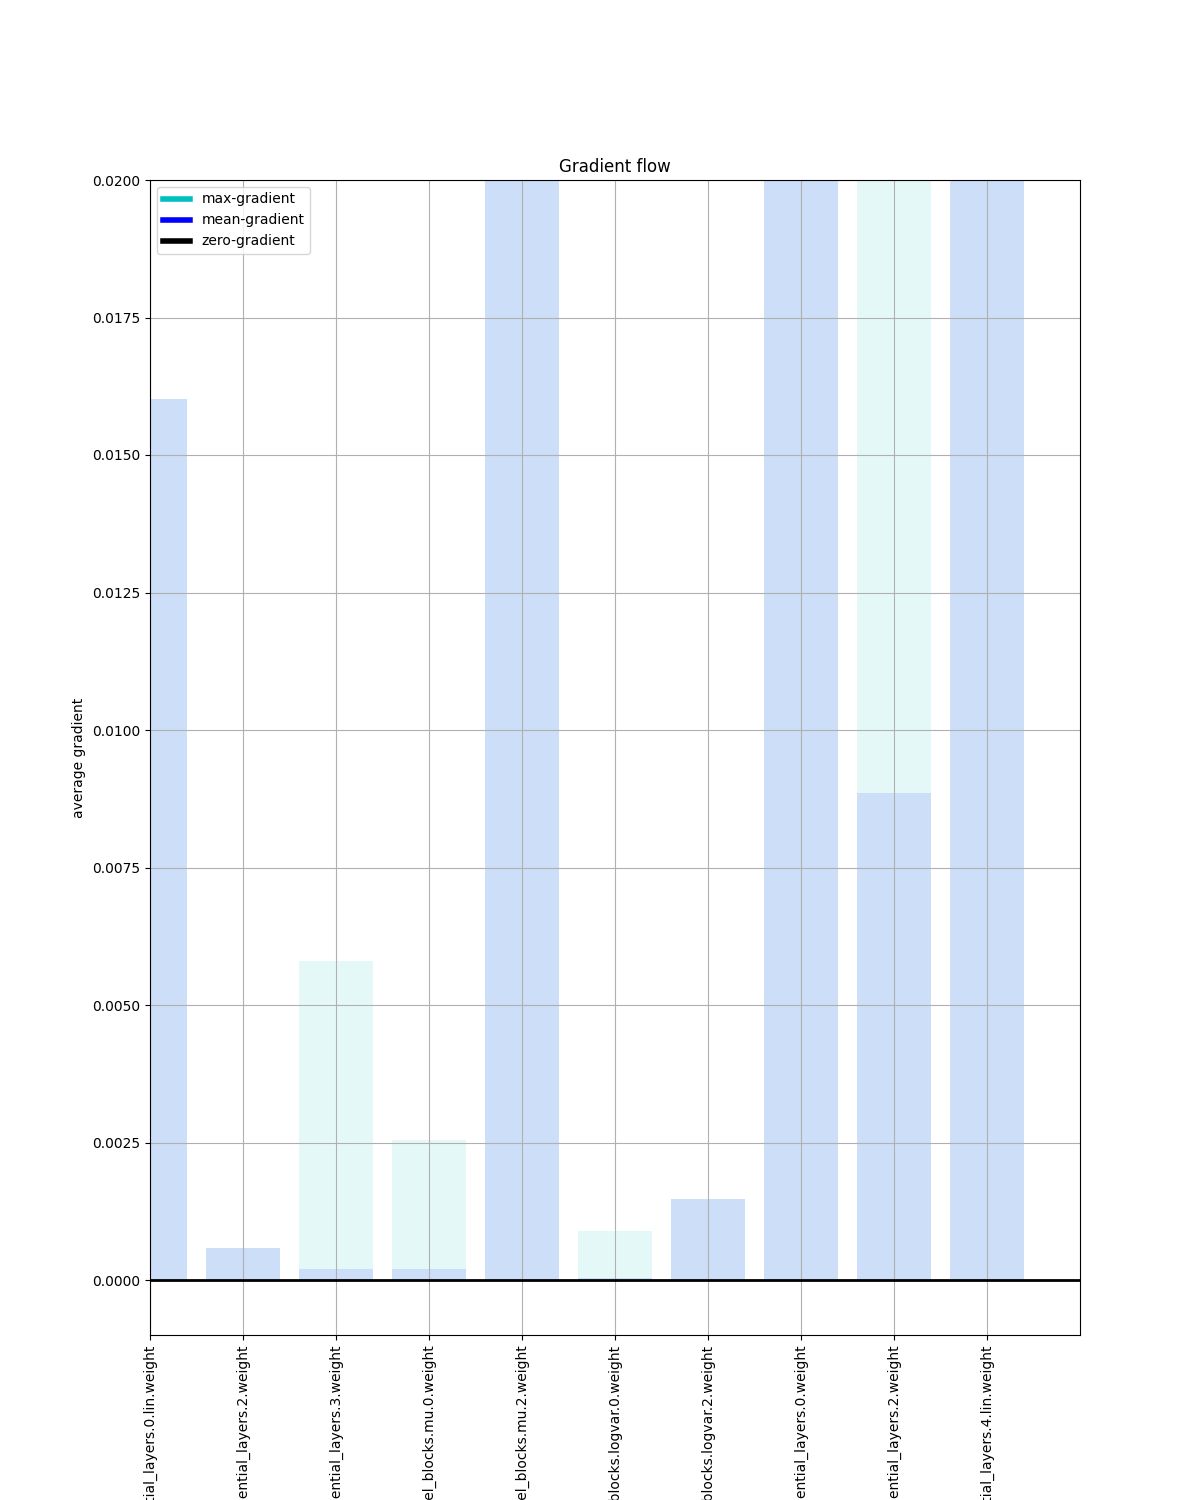 Gradient flow
max-gradient
mean-gradient
zero-gradient
0.0200
0.0175
0.0150
0.0125
0.0100
0.0075
0.0050
0.0025
0.0000
average gradient
tial_layers.0.lin.weight
ential_layers.2.weight
ential_layers.3.weight
el_blocks.mu.0.weight
el_blocks.mu.2.weight
blocks.logvar.0.weight
blocks.logvar.2.weight
ential_layers.0.weight
ential_layers.2.weight
tial_layers.4.lin.weight